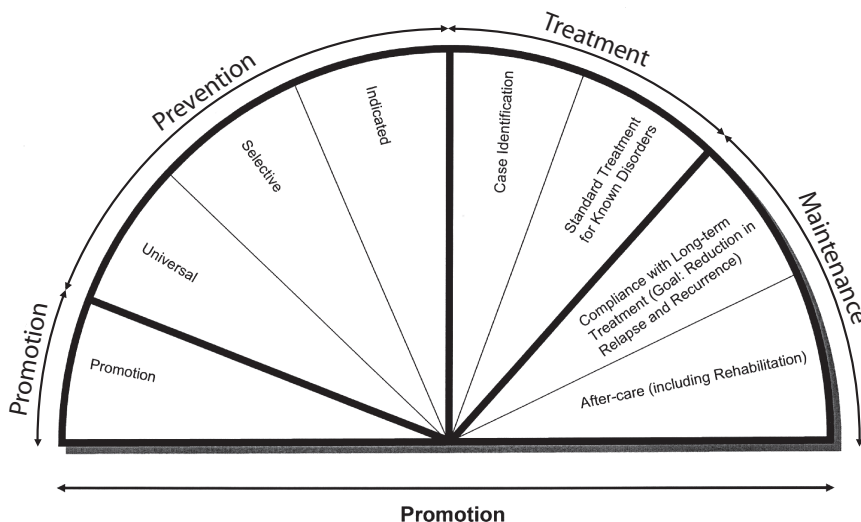 Promotion
Prevention
Treatment
Maintenance
Promotion
Universal
Selective
Indicated
Case Identification
Standard Treatment
for Known Disorders
Compliance with Long-term
Treatment (Goal: Reduction in
Relapse and Recurrence)
After-care (including Rehabilitation)
Promotion